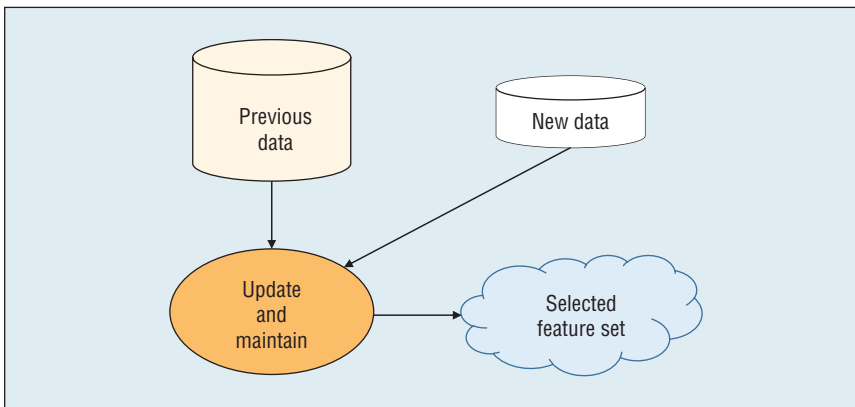 Previous
data
New data
Update
and
maintain
Selected
feature set